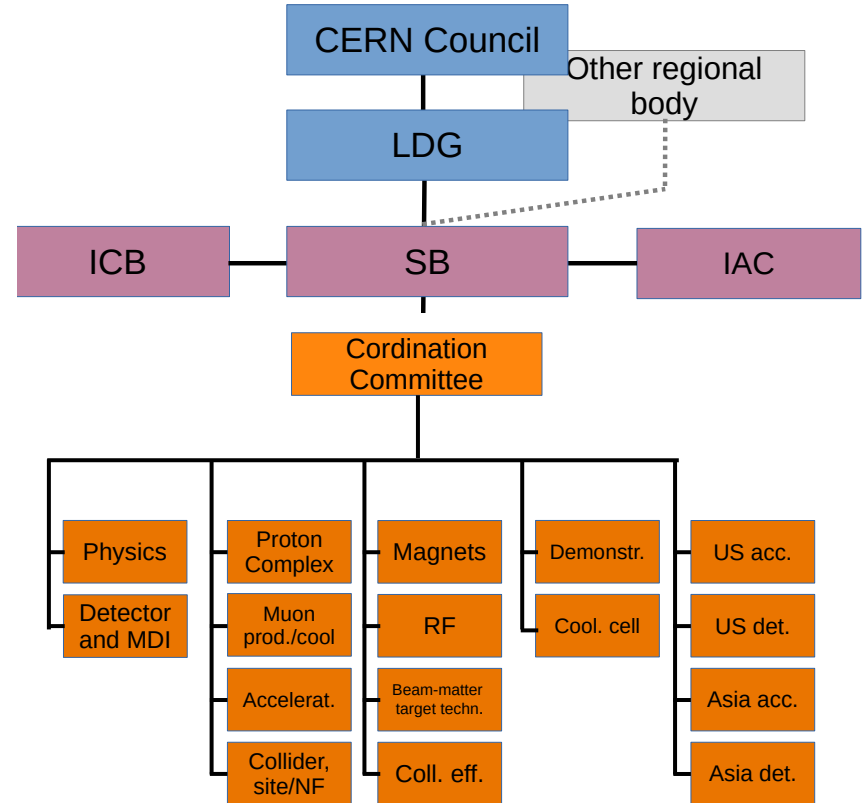 CERN Council
Other regional
body
LDG
ICB
SB
IAC
Cordination
Committee
Physics
Detector
and MDI
Proton
Complex
Muon
prod./cool
Accelerat.
Collider,
site/NF
Magnets
RF
Beam-matter
target techn.
Coll. eff.
Demonstr.
Cool. cell
US acc.
US det.
Asia acc.
Asia det.